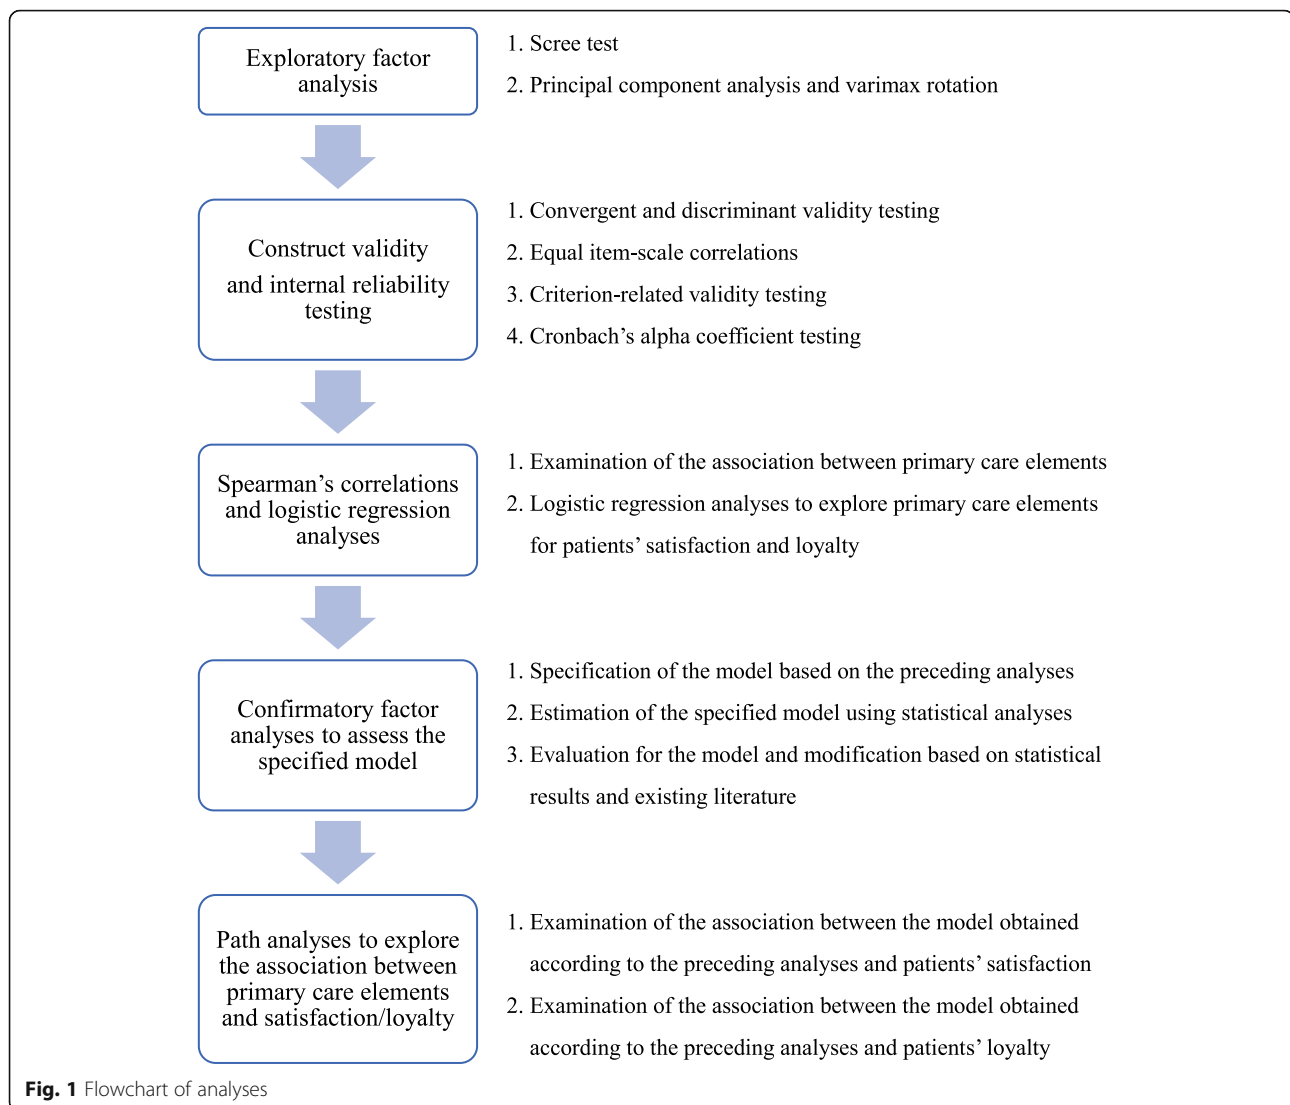 Exploratory factor
analysis
1. Scree test
2. Principal component analysis and varimax rotation
Construct validity
and internal reliability
testing
1. Convergent and discriminant validity testing
2. Equal item-scale correlations
3. Criterion-related validity testing
4. Cronbach’s alpha coefficient testing
Spearman’s correlations
and logistic regression
analyses
1. Examination of the association between primary care elements
2. Logistic regression analyses to explore primary care elements
for patients’ satisfaction and loyalty
Confirmatory factor
analyses to assess the
specified model
1. Specification of the model based on the preceding analyses
2. Estimation of the specified model using statistical analyses
3. Evaluation for the model and modification based on statistical
results and existing literature
Path analyses to explore
the association between
primary care elements
and satisfaction/loyalty
1. Examination of the association between the model obtained
according to the preceding analyses and patients’ satisfaction
2. Examination of the association between the model obtained
according to the preceding analyses and patients’ loyalty
Fig. 1 Flowchart of analyses